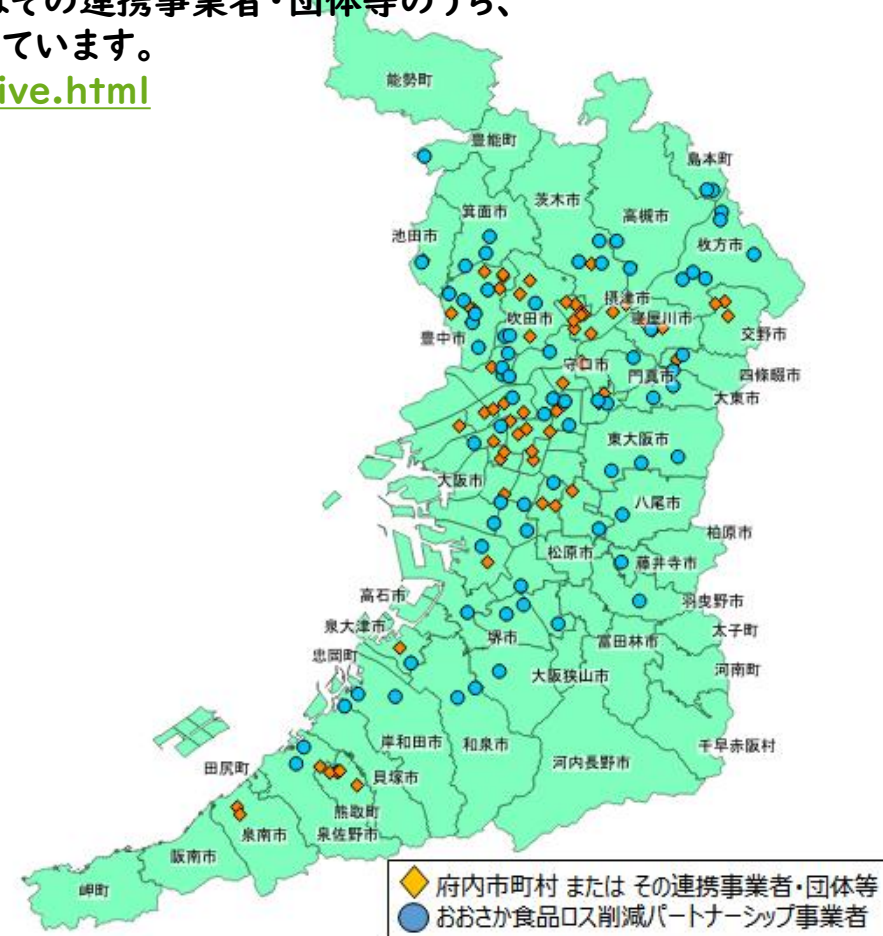 はその連携事業者・団体等のうち、
ています。
ive.html
能勢町
豊能町
島本町
茨木市
箕面市
高槻市
池田市
枚方市
摂津市
吹田市
寝屋川市
交野市
豊中市
守口市
門真市
四條畷市
大東市
東大阪市
大阪市
八尾市
柏原市
松原市
藤井寺市
高石市
羽曳野市
泉大津市
太子町
堺市
富田林市
忠岡町
河南町
大阪狭山市
岸和田市
和泉市
千早赤阪村
河内長野市
田尻町
貝塚市
熊取町
泉南市
泉佐野市
阪南市
岬町
府内市町村 または その連携事業者・団体等
おおさか食品ロス削減パートナーシップ事業者